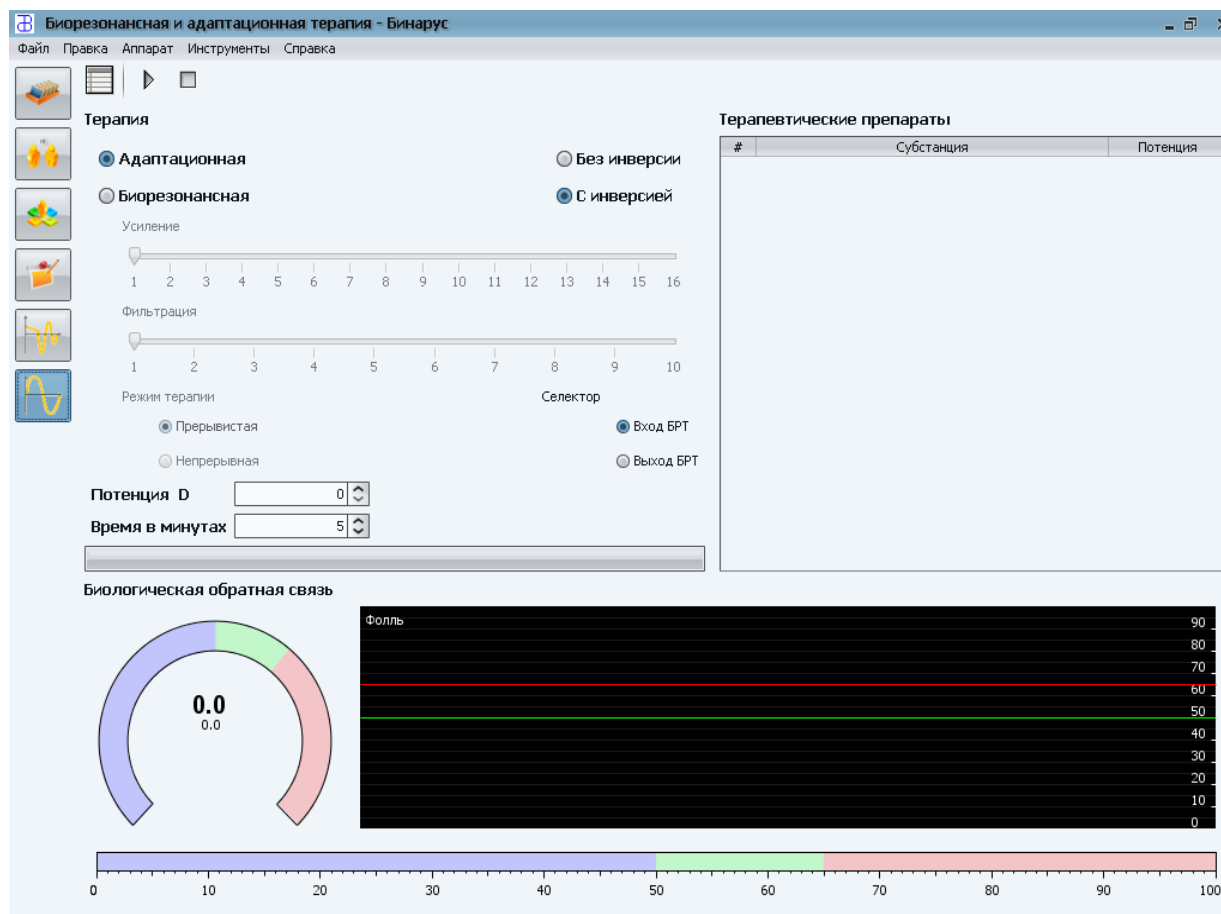 Биорезонансная и адаптационная терапия - Бинарус
Файл Правка Аппарат Инструменты Справка
Терапия
Терапевтические препараты
# Субстанция Потенция
Адаптационная
Без инверсии
Биорезонансная
С инверсией
Усиление
1 2 3 4 5 6 7 8 9 10 11 12 13 14 15 16
Фильтрация
1 2 3 4 5 6 7 8 9 10
Режим терапии
Селектор
Прерывистая
Вход БРТ
Непрерывная
Выход БРТ
Потенция D 0
Время в минутах 5
Биологическая обратная связь
0.0
0.0
Фолль
90
80
70
60
50
40
30
20
10
0
0 10 20 30 40 50 60 70 80 90 100